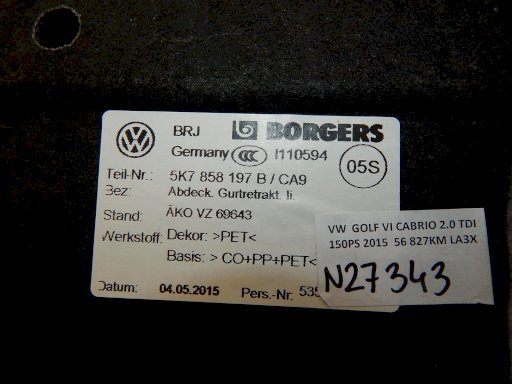 BRJ BORGERS
Germany CCC I110594
05S
Teil-Nr.: 5K7 858 197 B / CA9
Bez: Abdeck. Gurtretrakt. li.
Stand: ÄKO VZ 69643
Werkstoff: Dekor: >PET<
Basis: > CO+PP+PET<
Datum: 04.05.2015 Pers.-Nr: 535
VW GOLF VI CABRIO 2.0 TDI
150PS 2015 56 827KM LA3X
N27343